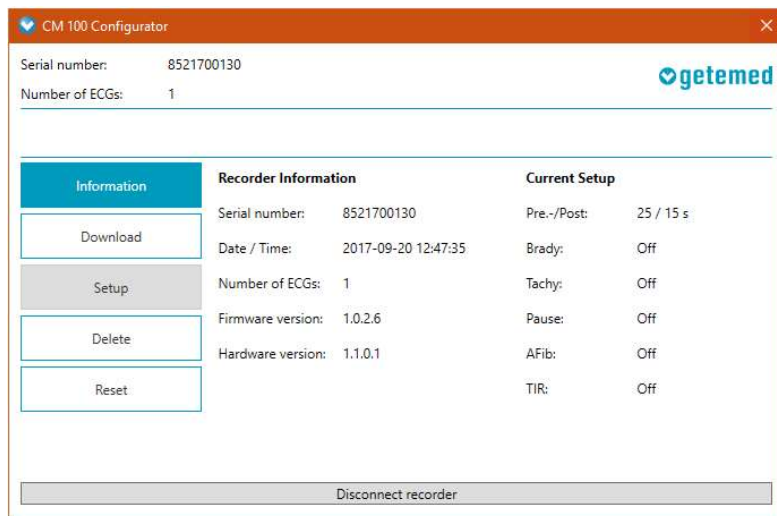 CM 100 Configurator
Serial number: 8521700130
Number of ECGs: 1
getemed
Information
Download
Setup
Delete
Reset
Recorder Information
Serial number: 8521700130
Date / Time: 2017-09-20 12:47:35
Number of ECGs: 1
Firmware version: 1.0.2.6
Hardware version: 1.1.0.1
Current Setup
Pre.-/Post: 25 / 15 s
Brady: Off
Tachy: Off
Pause: Off
AFib: Off
TIR: Off
Disconnect recorder